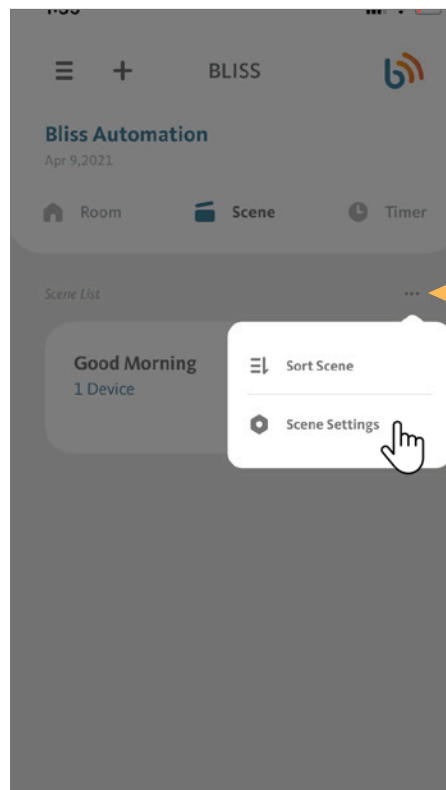 BLISS
Bliss Automation
Apr 9,2021
Room
Scene
Timer
Scene List
Good Morning
1 Device
Sort Scene
Scene Settings